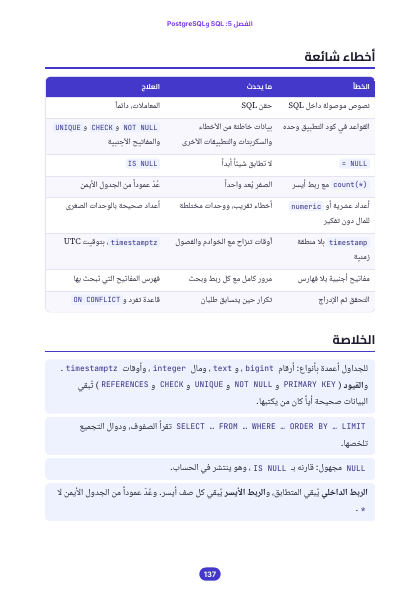 الفصل 5: SQL وPostgreSQL
أخطاء شائعة
الخطأ ما يحدث العلاج
نصوص موصولة داخل SQL حقن SQL المعاملات، دائماً
القواعد في كود التطبيق وحده بيانات خاطئة من الأخطاء NOT NULL و CHECK و UNIQUE
والسكربتات والتطبيقات الأخرى والمفاتيح الأجنبية
= NULL لا تطابق شيئاً أبداً IS NULL
count(*) مع ربط أيسر الصفر يُعد واحداً عُدّ عموداً من الجدول الأيمن
أعداد عشرية أو numeric أخطاء تقريب، ووحدات مختلطة أعداد صحيحة بالوحدات الصغرى
للمال دون تفكير
timestamp بلا منطقة أوقات تنزاح مع الخوادم والفصول timestamptz ، بتوقيت UTC
زمنية
مفاتيح أجنبية بلا فهارس مرور كامل مع كل ربط وبحث فهرس المفاتيح التي تبحث بها
التحقق ثم الإدراج تكرار حين يتسابق طلبان قاعدة تفرد و ON CONFLICT
الخلاصة
للجداول أعمدة بأنواع: أرقام bigint ، و text ، ومال integer ، وأوقات timestamptz .
والقيود ( PRIMARY KEY و NOT NULL و UNIQUE و CHECK و REFERENCES ) تُبقي
البيانات صحيحة أياً كان من يكتبها.
SELECT … FROM … WHERE … ORDER BY … LIMIT تقرأ الصفوف، ودوال التجميع
تلخصها.
NULL مجهول: قارنه بـ IS NULL ، وهو ينتشر في الحساب.
الربط الداخلي يُبقي المتطابق، والربط الأيسر يُبقي كل صف أيسر. وعُدّ عموداً من الجدول الأيمن لا
* .
137